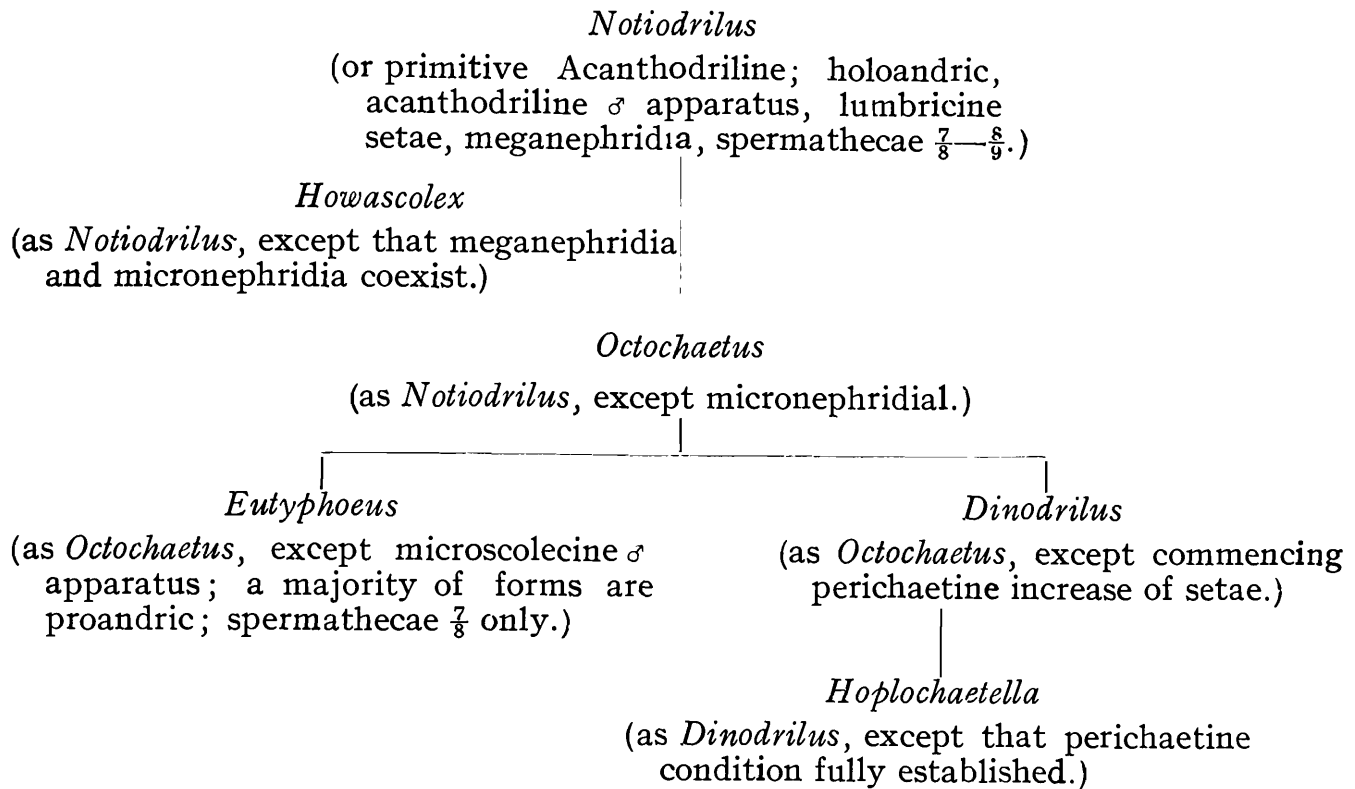 Notiodrilus
(or primitive Acanthodriline; holoandric,
acanthodriline ♂ apparatus, lumbricine
setae, meganephridia, spermathecae 7/8—8/9.)
Howascolex
(as Notiodrilus, except that meganephridia
and micronephridia coexist.)
Octochaetus
(as Notiodrilus, except micronephridial.)
Eutyphoeus
(as Octochaetus, except microscolecine ♂
apparatus; a majority of forms are
proandric; spermathecae 7/8 only.)
Dinodrilus
(as Octochaetus, except commencing
perichaetine increase of setae.)
Hoplochaetella
(as Dinodrilus, except that perichaetine
condition fully established.)